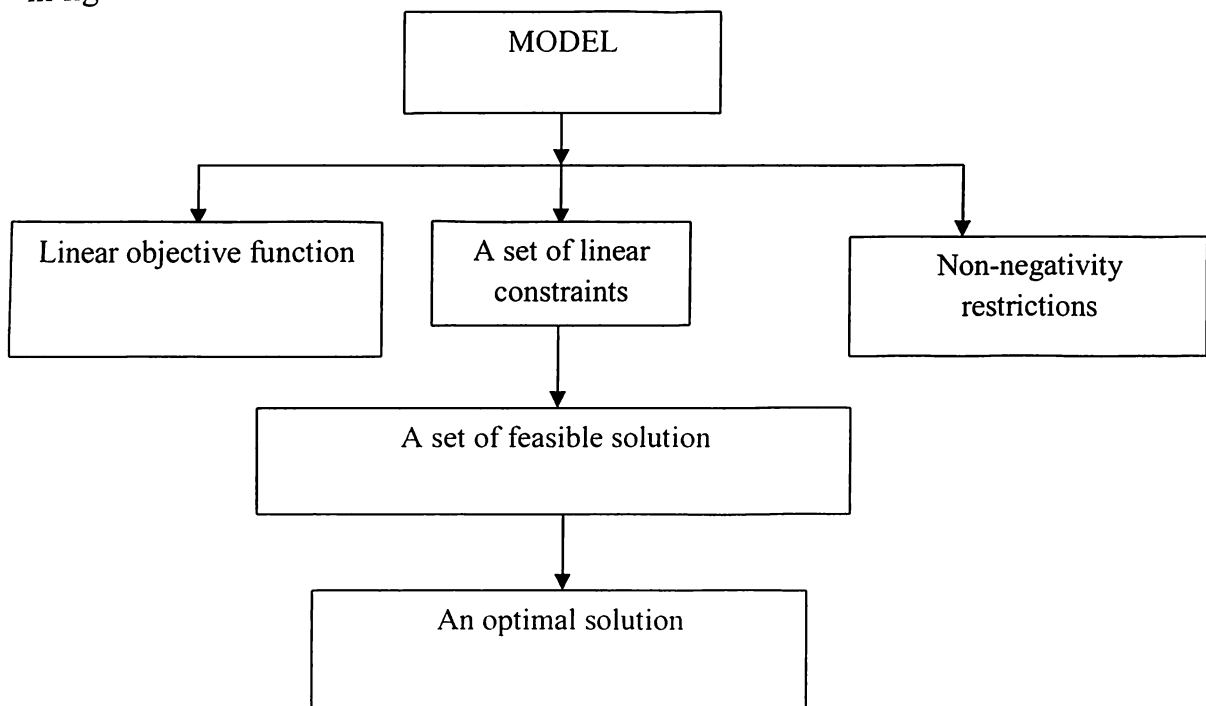 MODEL
Linear objective function
A set of linear
constraints
Non-negativity
restrictions
A set of feasible solution
An optimal solution